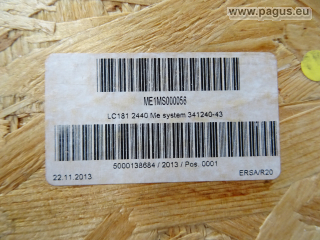 www.pagus.eu
ME1MS000056
LC181 2440 Me system 341240-43
5000138684 / 2013 / Pos. 0001
22.11.2013 ERSA/R20